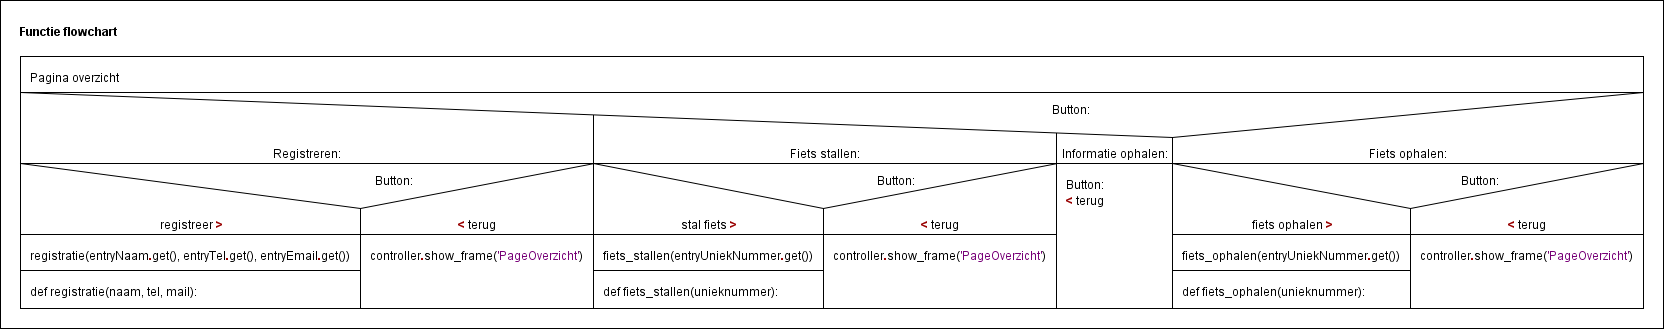 Functie flowchart
Pagina overzicht
Button:
Registreren:
Fiets stallen:
Informatie ophalen:
Fiets ophalen:
Button:
Button:
Button:
< terug
Button:
registreer >
< terug
stal fiets >
< terug
fiets ophalen >
< terug
registratie(entryNaam.get(), entryTel.get(), entryEmail.get())
controller.show_frame('PageOverzicht')
fiets_stallen(entryUniekNummer.get())
controller.show_frame('PageOverzicht')
fiets_ophalen(entryUniekNummer.get())
controller.show_frame('PageOverzicht')
def registratie(naam, tel, mail):
def fiets_stallen(unieknummer):
def fiets_ophalen(unieknummer):